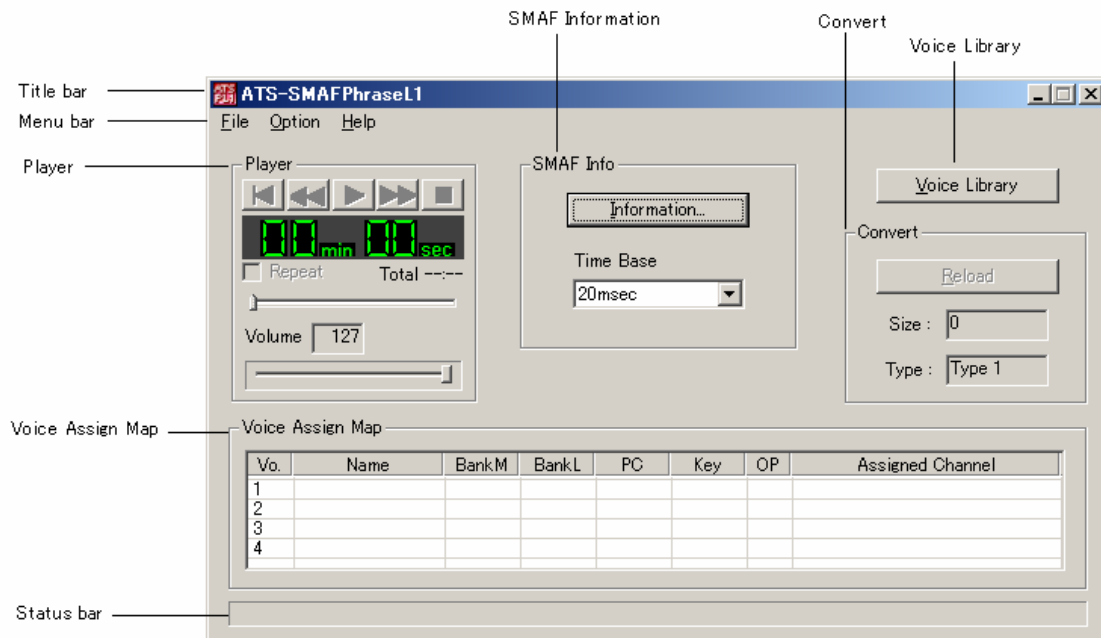 SMAF Information
Convert
Voice Library
Title bar
ATS-SMAFPhraseL1
Menu bar
File Option Help
Player
Player
SMAF Info
Voice Library
Information...
00 min 00 sec
Convert
Repeat Total --:--
Time Base
Reload
20msec
Size : 0
Volume 127
Type : Type 1
Voice Assign Map
Voice Assign Map
Vo. Name BankM BankL PC Key OP Assigned Channel
1
2
3
4
Status bar